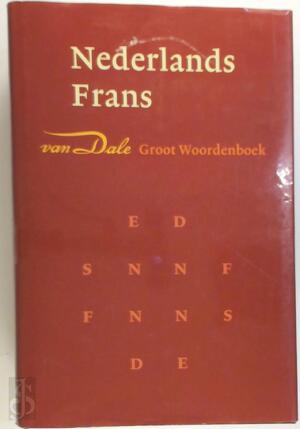 Nederlands
Frans
van Dale Groot Woordenboek
E D
S N N F
F N N S
D E